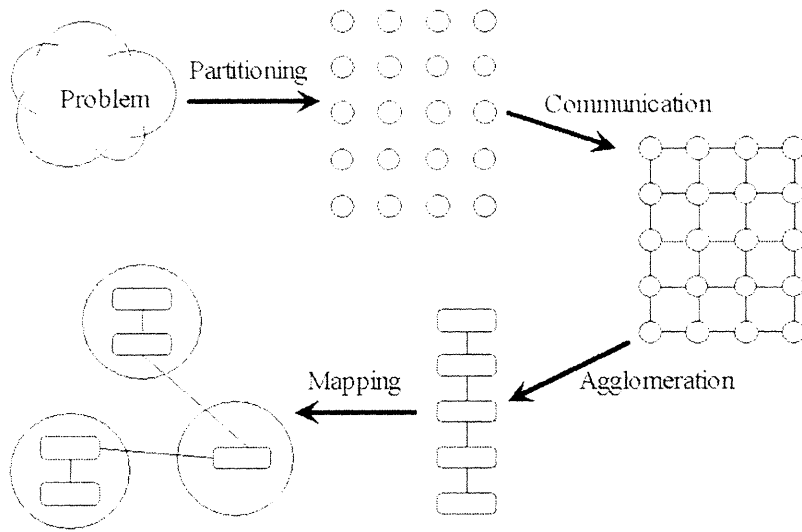 Problem
Partitioning
Communication
Agglomeration
Mapping